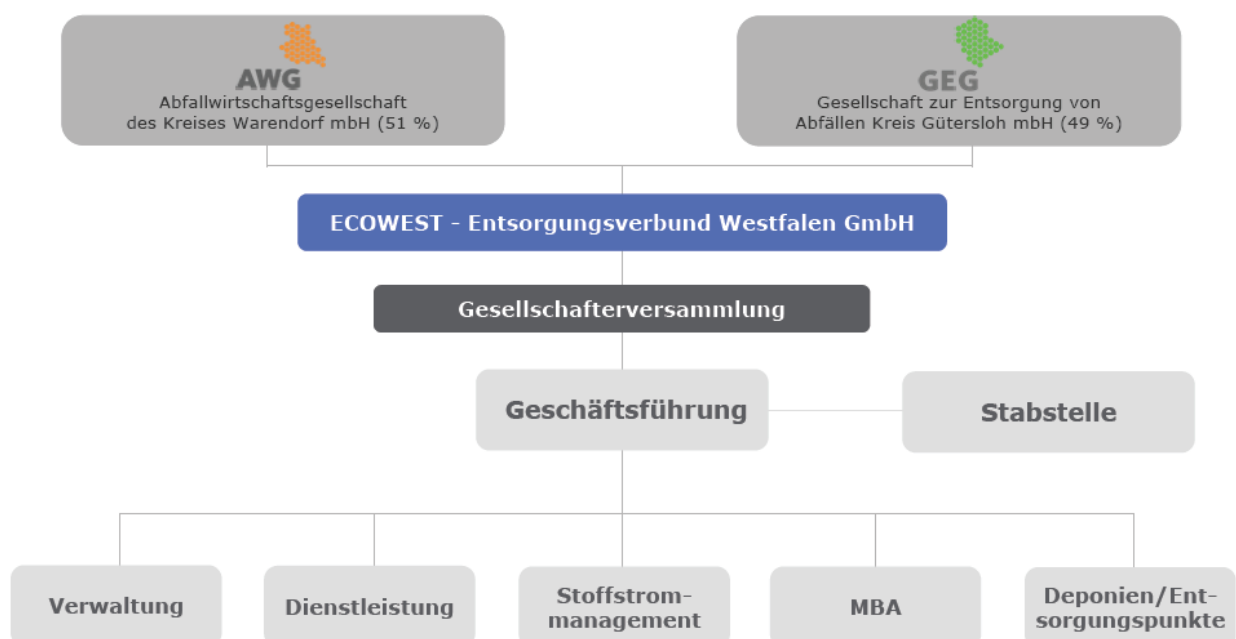 AWG
Abfallwirtschaftsgesellschaft
des Kreises Warendorf mbH (51 %)
GEG
Gesellschaft zur Entsorgung von
Abfällen Kreis Gütersloh mbH (49 %)
ECOWEST - Entsorgungsverbund Westfalen GmbH
Gesellschafterversammlung
Geschäftsführung
Stabstelle
Verwaltung
Dienstleistung
Stoffstrom-
management
MBA
Deponien/Ent-
sorgungspunkte